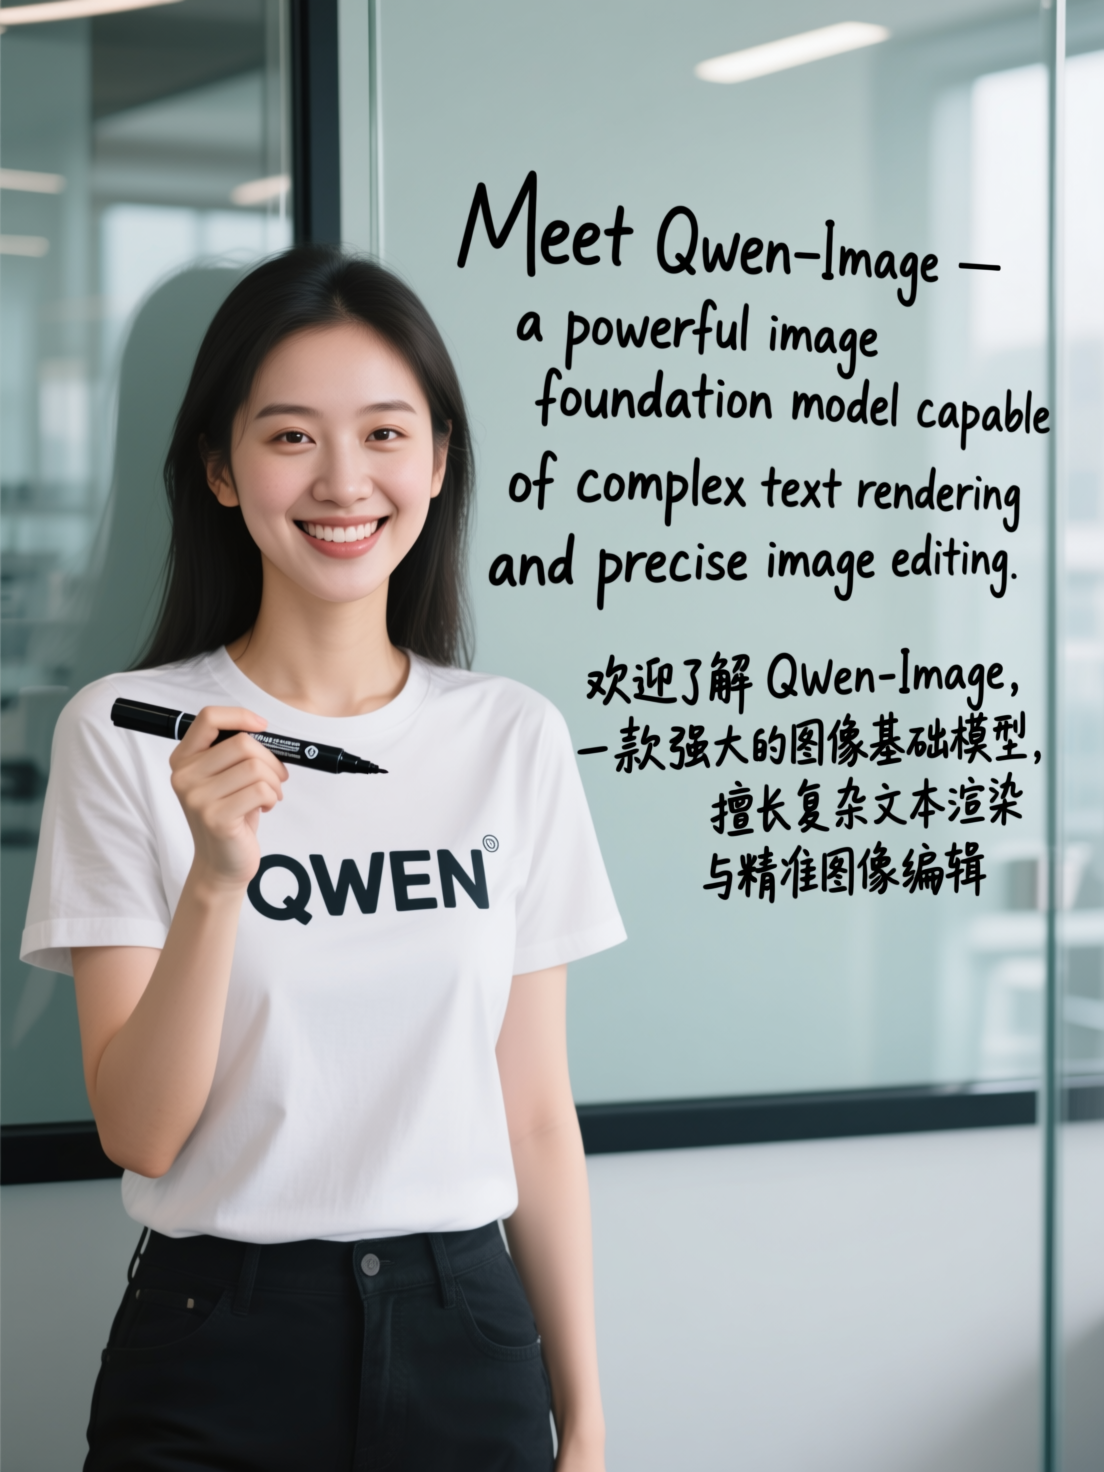 Meet Qwen-Image —
a powerful image
foundation model capable
of complex text rendering
and precise image editing.
欢迎了解 Qwen-Image,
一款强大的图像基础模型,
擅长复杂文本渲染
与精准图像编辑
QWEN